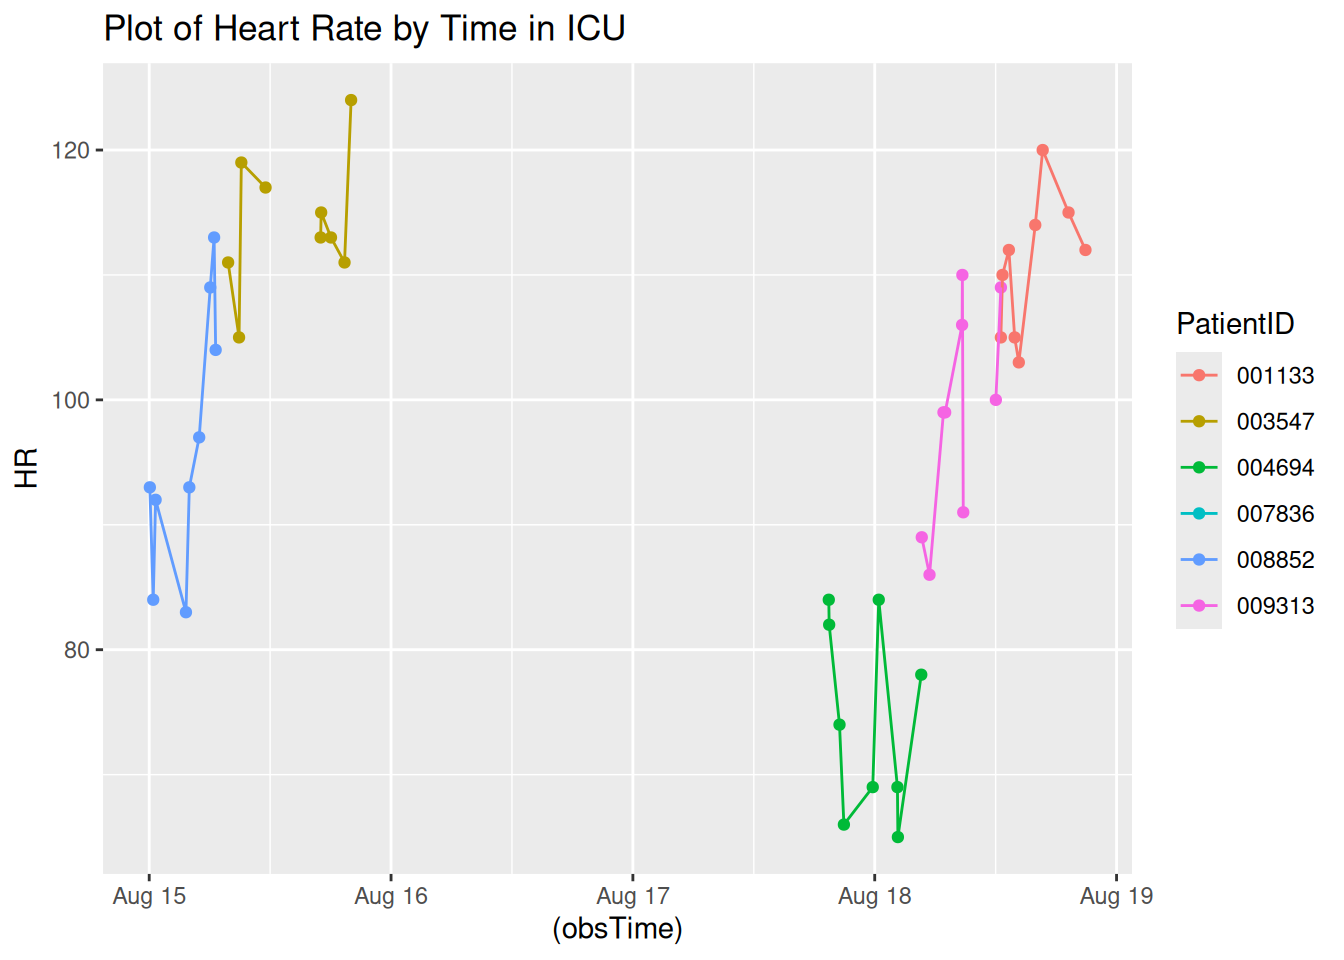 Plot of Heart Rate by Time in ICU
120
100
80
HR
Aug 15 Aug 16 Aug 17 Aug 18 Aug 19
(obsTime)
PatientID
001133
003547
004694
007836
008852
009313